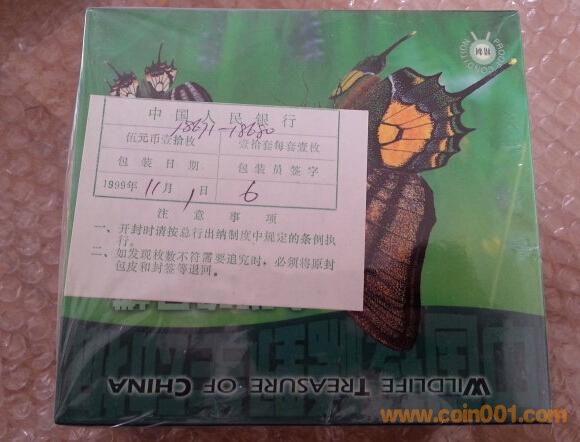 中国人民银行
18671-18680
伍元币壹拾枚 壹拾套每套壹枚
包装日期 包装员签字
1999年11月1日 6
注意事项
一、开封时请按总行出纳制度中规定的条例执
行。
二、如发现枚数不符需要追究时，必须将原封
包皮和封签等退回。
WILDLIFE TREASURE OF CHINA
www.coin001.com